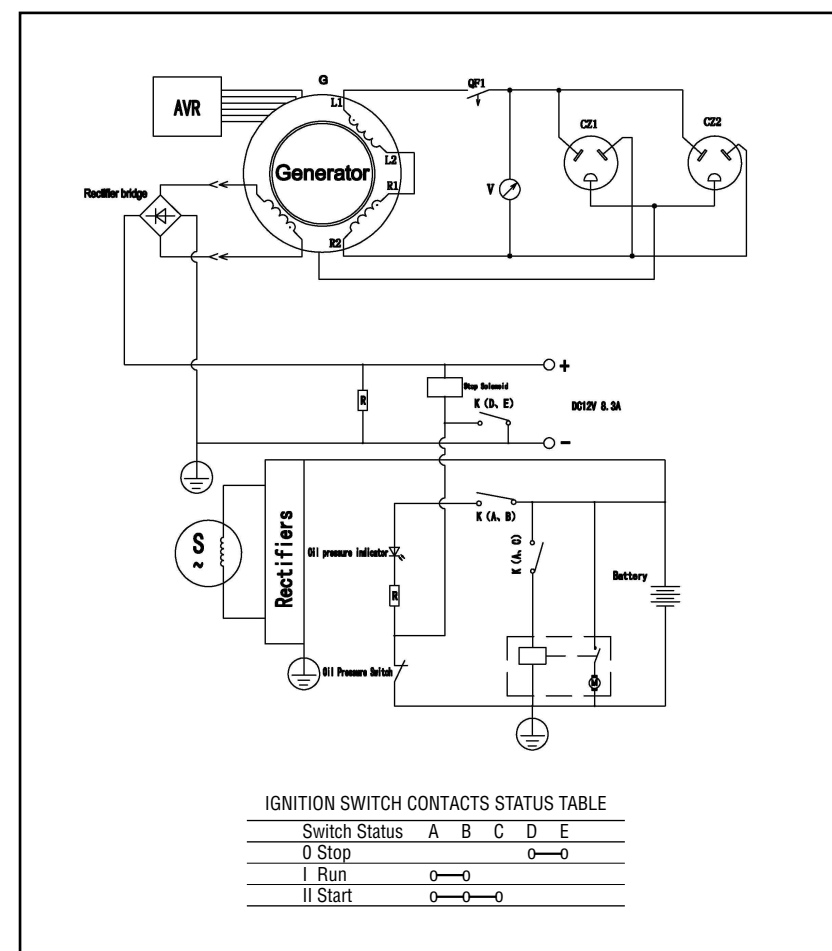 G
QF1
L1
AVR
CZ1
CZ2
L2
Generator
R1
V
Rectifier bridge
R2
+
Stop Solenoid
R
K (D、E)
DC12V 8.3A
−
K (A、B)
S
~
Rectifiers
Oil pressure indicator
K (A、C)
Battery
R
Oil Pressure Switch
M
IGNITION SWITCH CONTACTS STATUS TABLE
Switch Status A B C D E
0 Stop
I Run
II Start